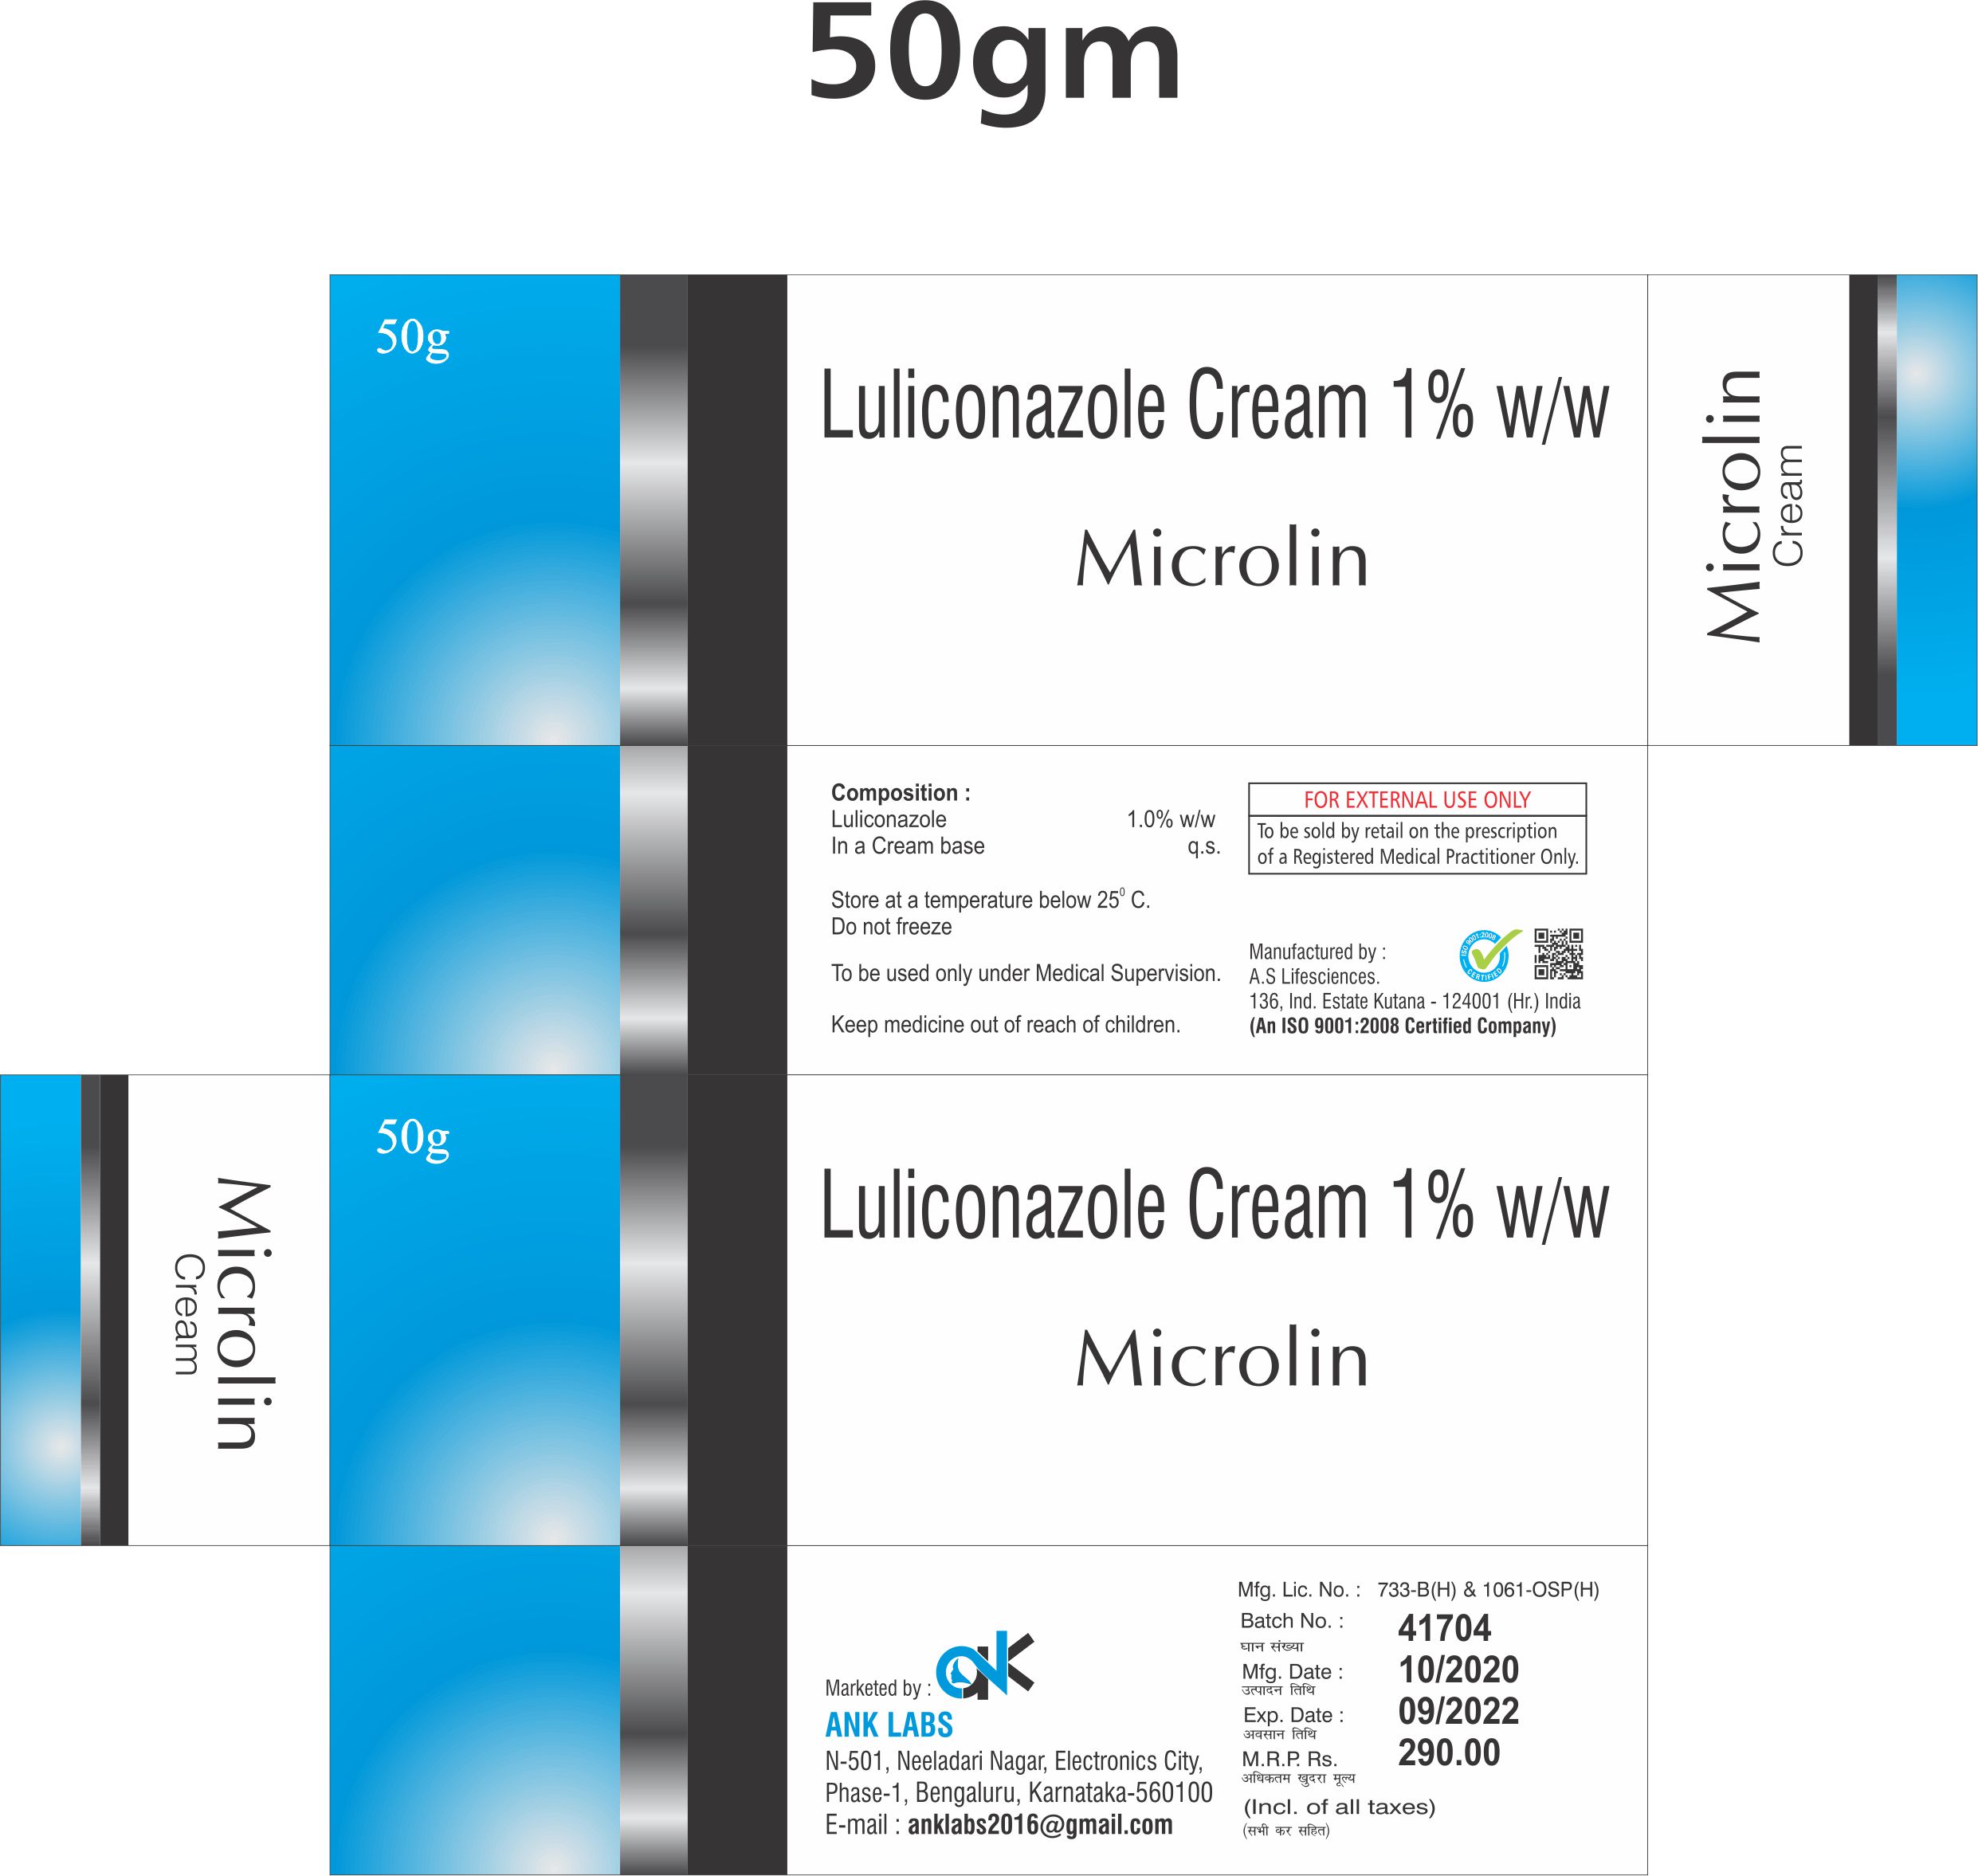 50gm
50g
Luliconazole Cream 1% w/w
Microlin
Microlin
Cream
Composition :
Luliconazole 1.0% w/w
In a Cream base q.s.
Store at a temperature below 25⁰ C.
Do not freeze
To be used only under Medical Supervision.
Keep medicine out of reach of children.
FOR EXTERNAL USE ONLY
To be sold by retail on the prescription
of a Registered Medical Practitioner Only.
ISO 9001:2008
CERTIFIED
Manufactured by :
A.S Lifesciences.
136, Ind. Estate Kutana - 124001 (Hr.) India
(An ISO 9001:2008 Certified Company)
Microlin
Cream
50g
Luliconazole Cream 1% w/w
Microlin
Marketed by : ank
ANK LABS
N-501, Neeladari Nagar, Electronics City,
Phase-1, Bengaluru, Karnataka-560100
E-mail : anklabs2016@gmail.com
Mfg. Lic. No. : 733-B(H) & 1061-OSP(H)
Batch No. : 41704
घान संख्या
Mfg. Date : 10/2020
उत्पादन तिथि
Exp. Date : 09/2022
अवसान तिथि
M.R.P. Rs. 290.00
अधिकतम खुदरा मूल्य
(Incl. of all taxes)
(सभी कर सहित)